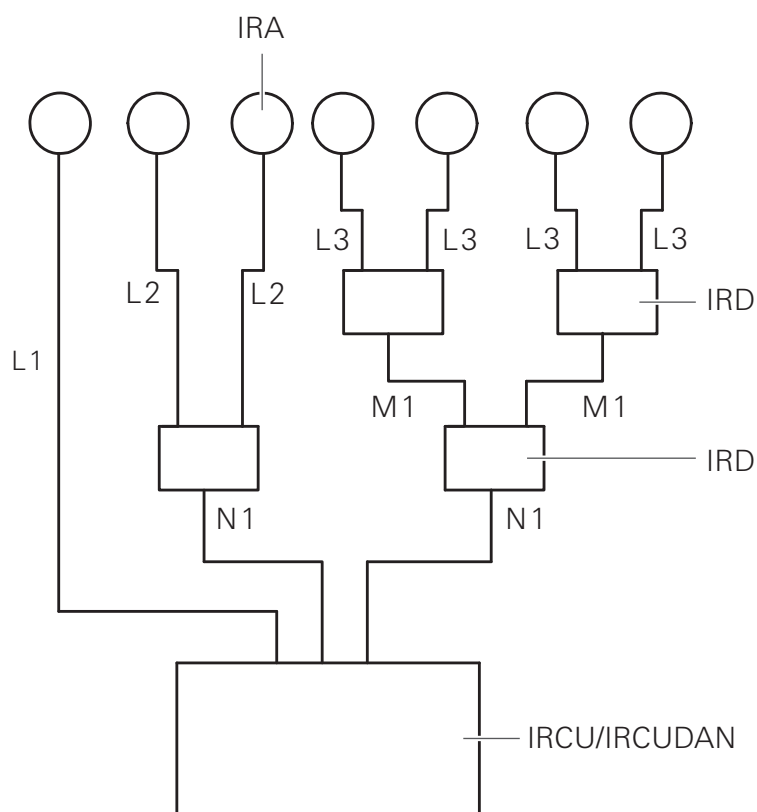 IRA
L3 L3 L3 L3
L2 L2 IRD
L1
M1 M1
IRD
N1 N1
IRCU/IRCUDAN